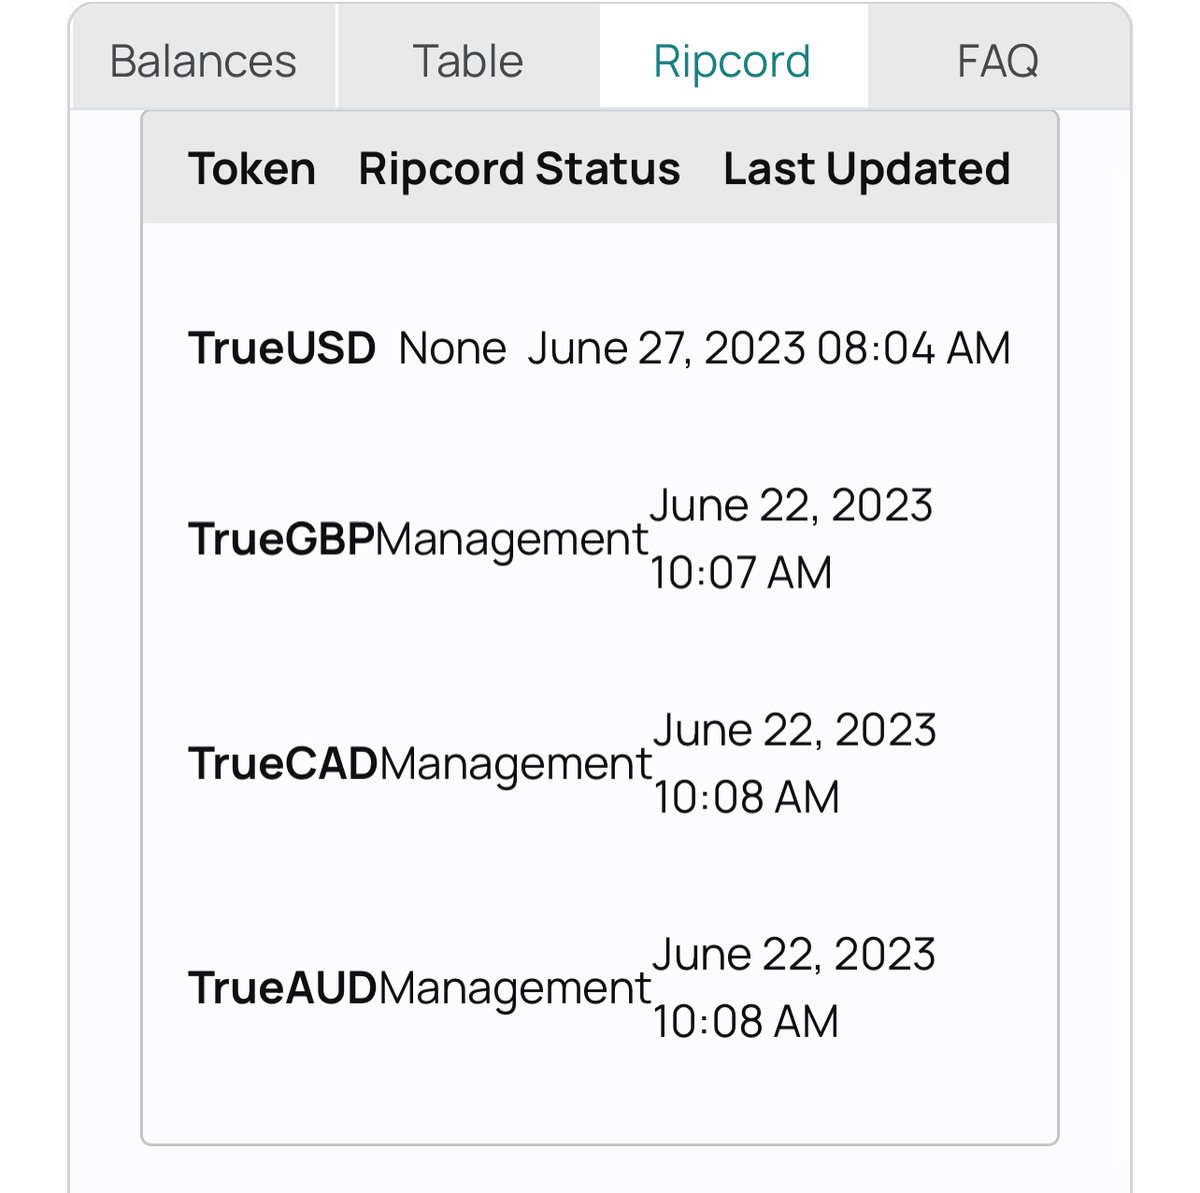 Balances Table Ripcord FAQ
Token Ripcord Status Last Updated
TrueUSD None June 27, 2023 08:04 AM
TrueGBP Management June 22, 2023
10:07 AM
TrueCAD Management June 22, 2023
10:08 AM
TrueAUD Management June 22, 2023
10:08 AM